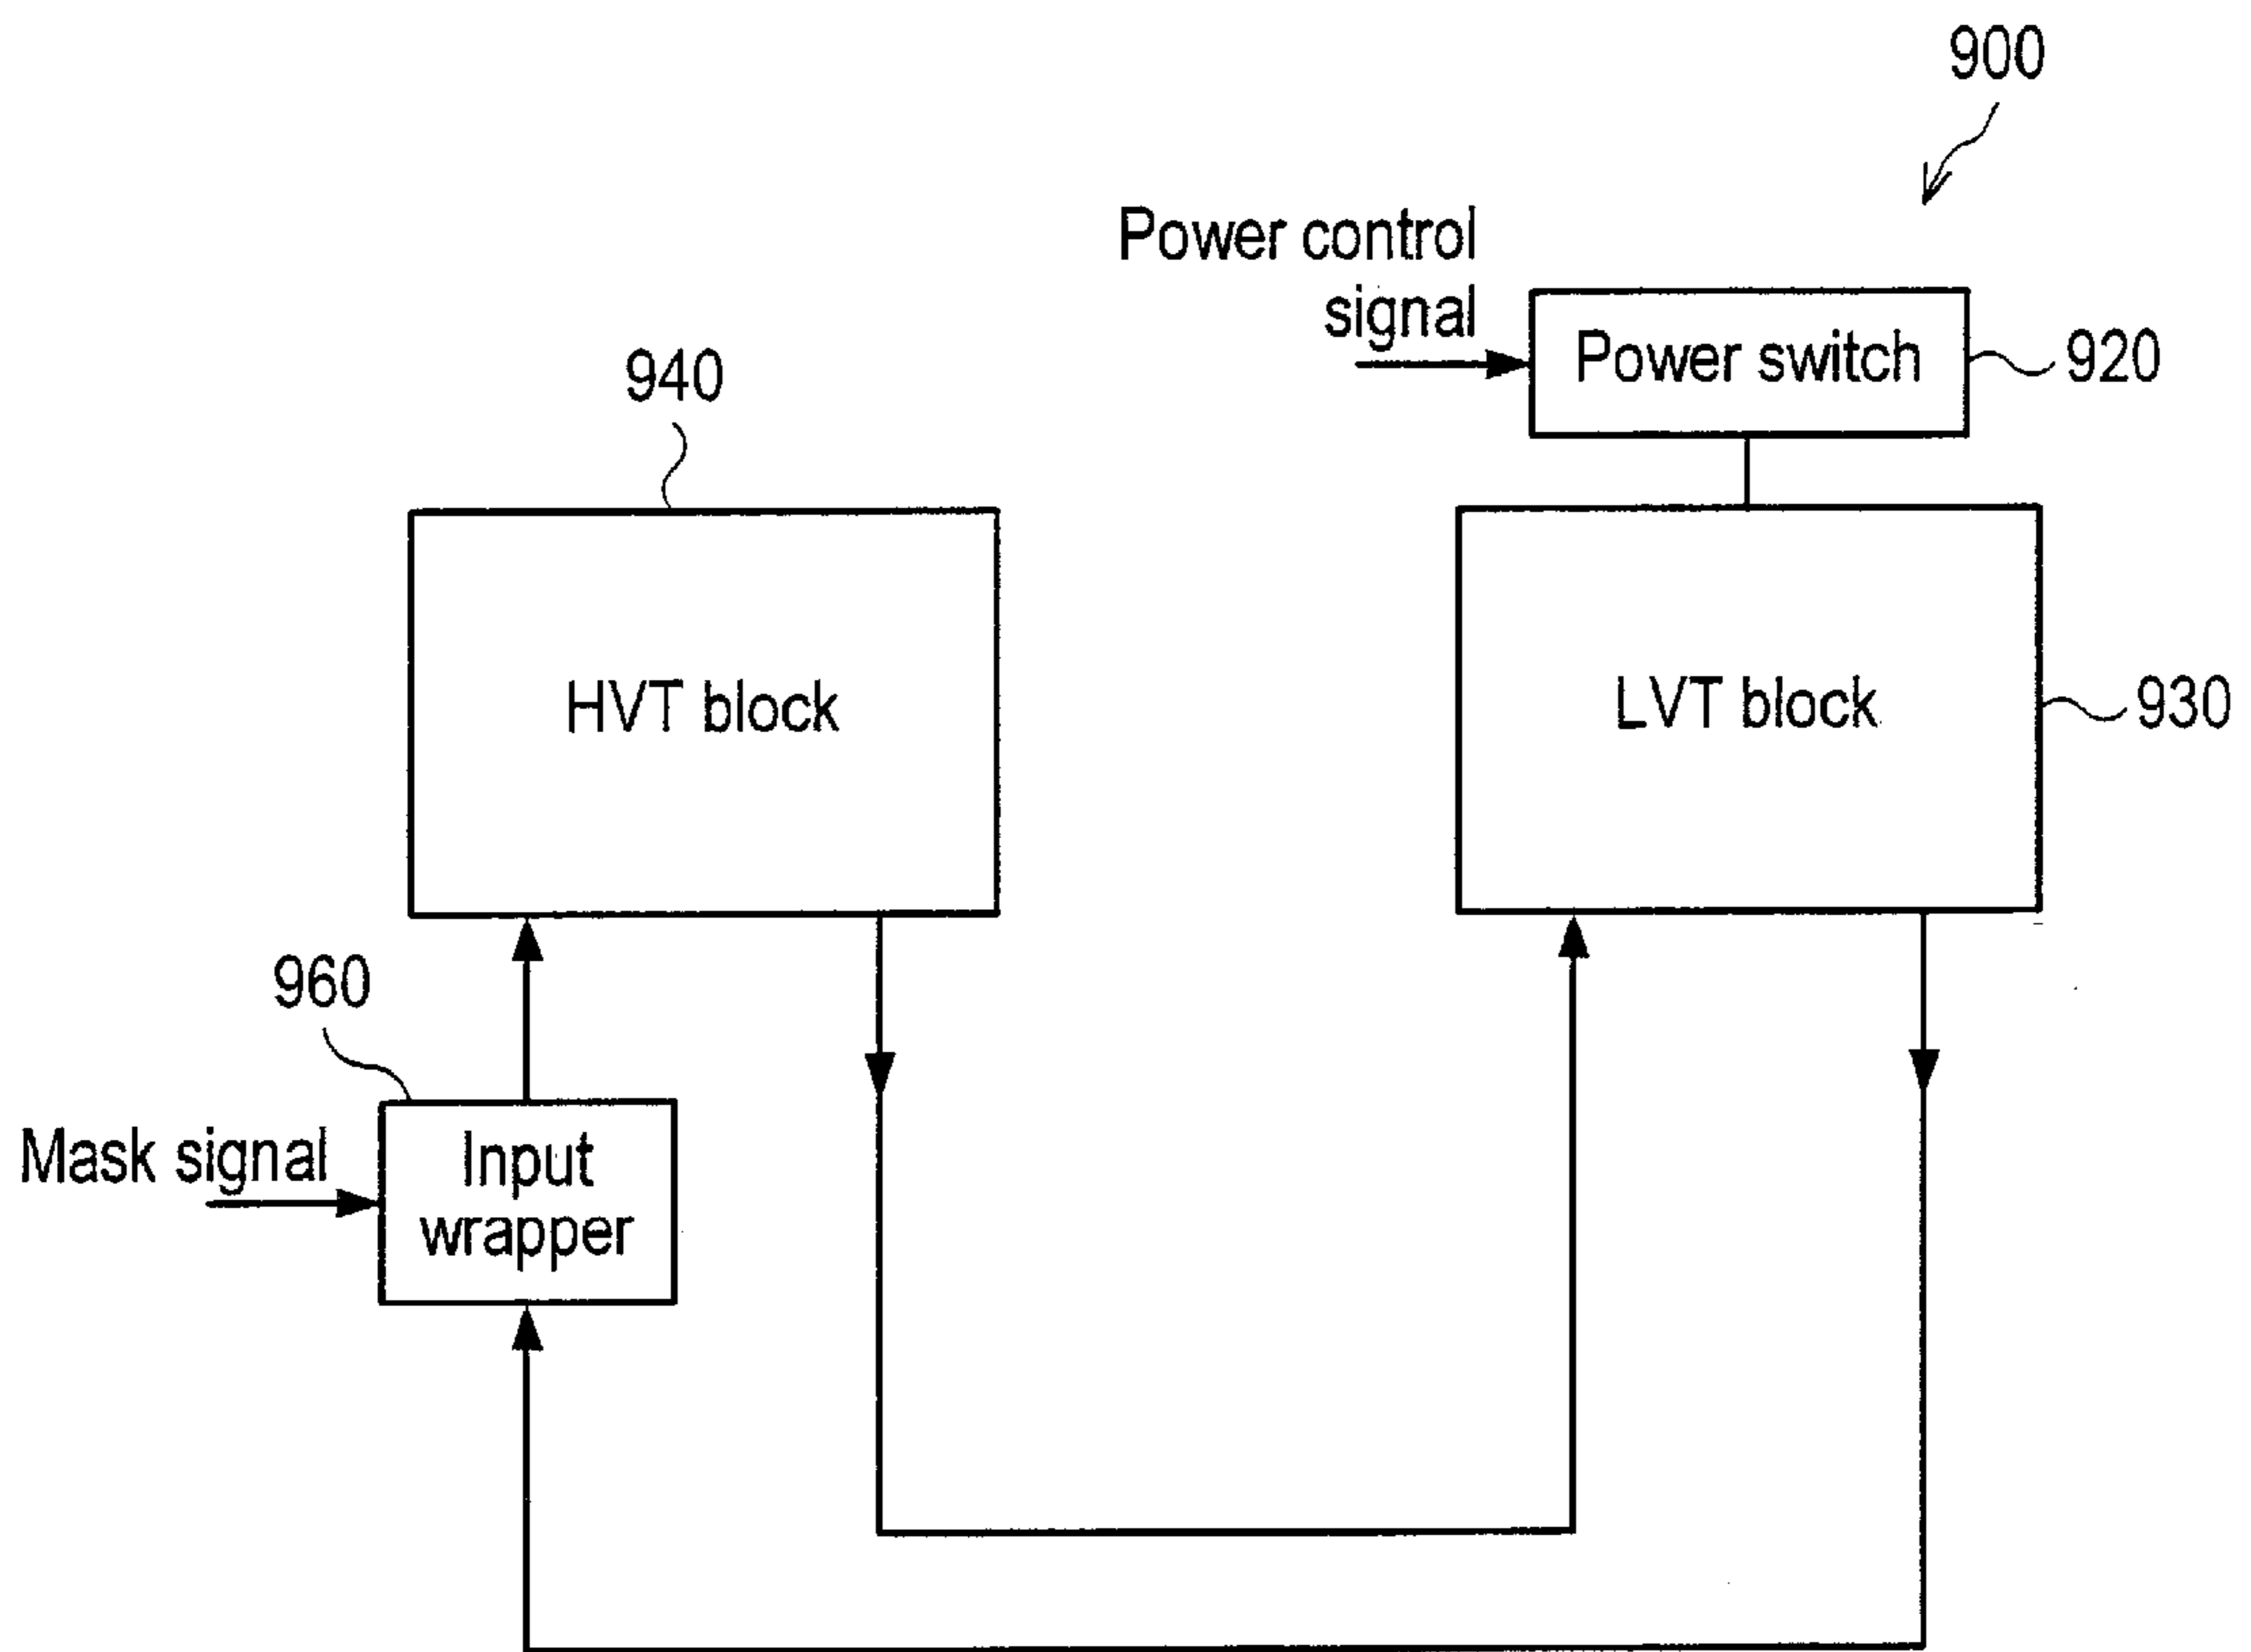 900
Power control
signal
Power switch
920
940
HVT block
LVT block
930
960
Mask signal
Input
wrapper